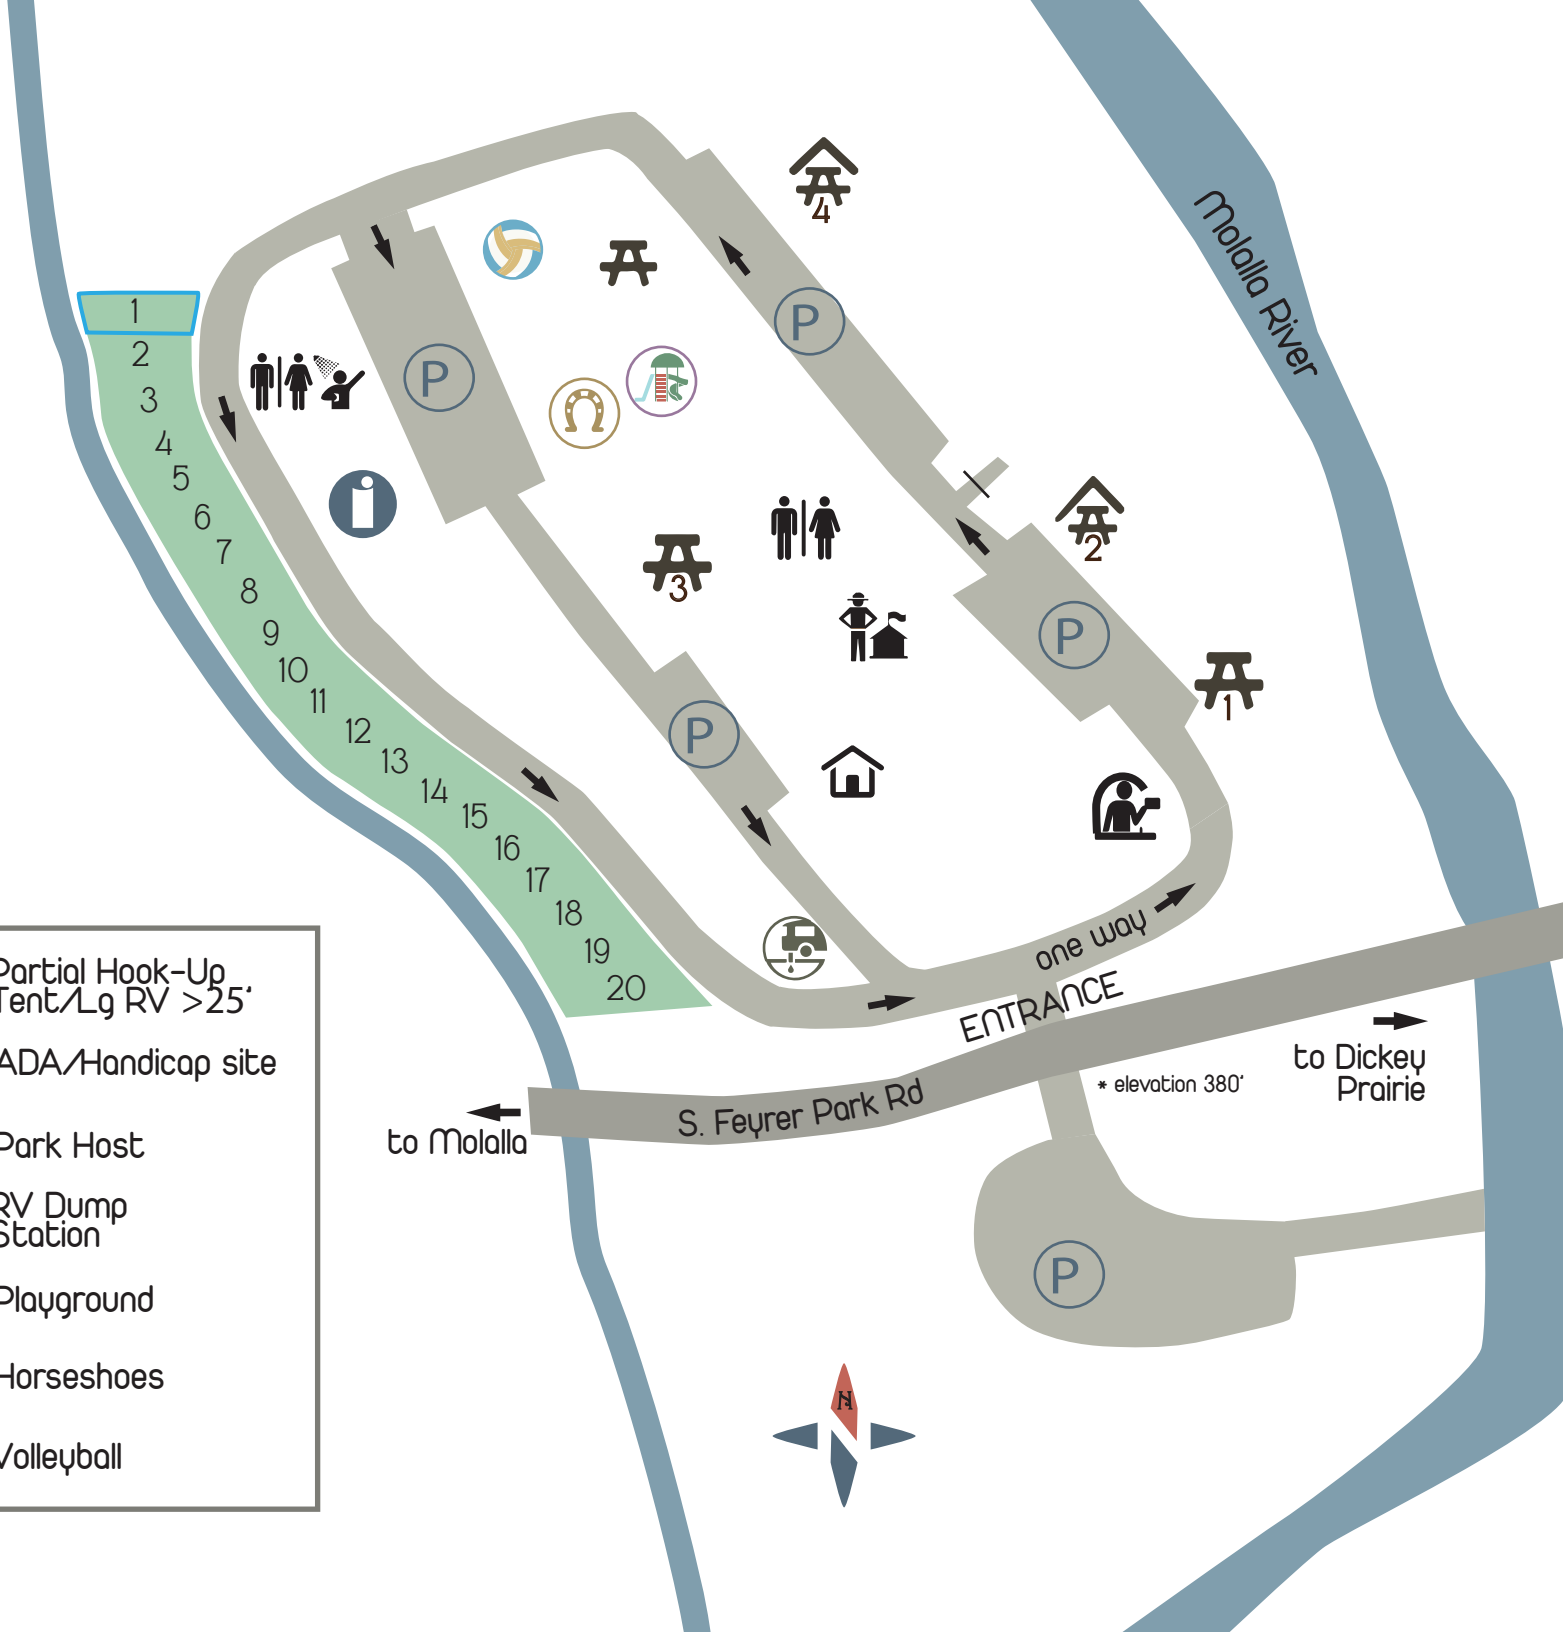 4
Molalla River
P
1
2
P
3
4
5
6
7
8
2
3
9
P
10
11
1
12
P
13
14
15
16
17
18
one way
19
20
ENTRANCE
Partial Hook-Up
Tent/Lg RV >25'
ADA/Handicap site
Park Host
RV Dump
Station
Playground
Horseshoes
Volleyball
to Dickey
Prairie
* elevation 380'
S. Feyrer Park Rd
to Molalla
P
N